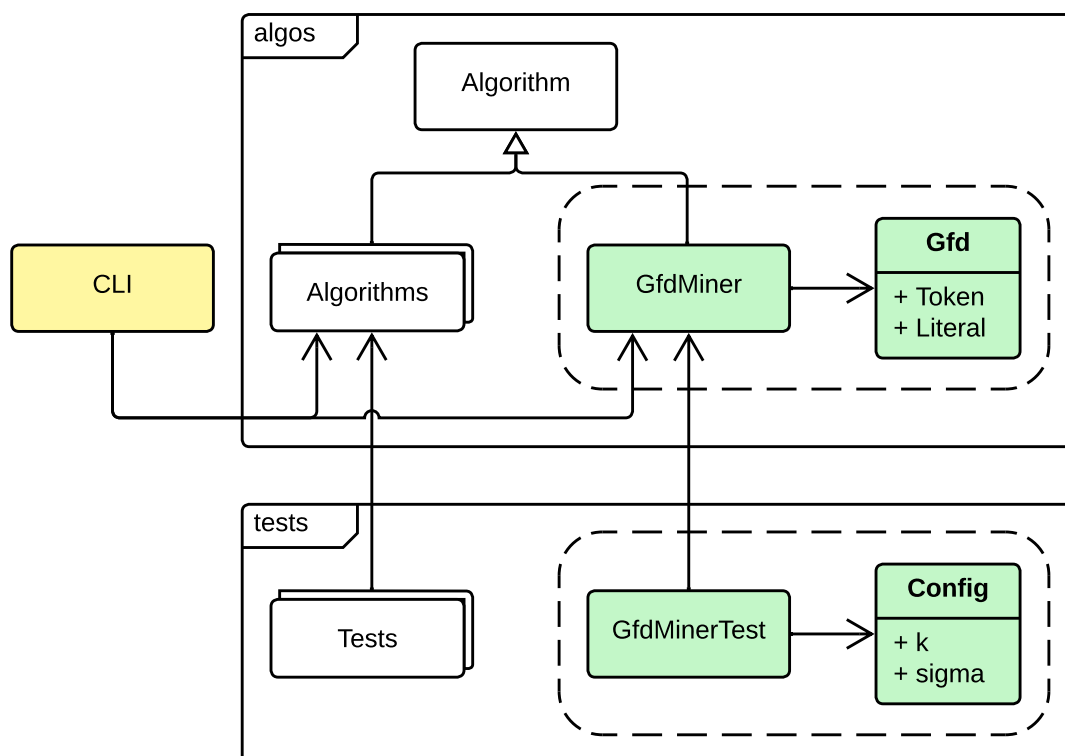 algos
Algorithm
CLI
Algorithms
GfdMiner
Gfd
+ Token
+ Literal
tests
Tests
GfdMinerTest
Config
+ k
+ sigma